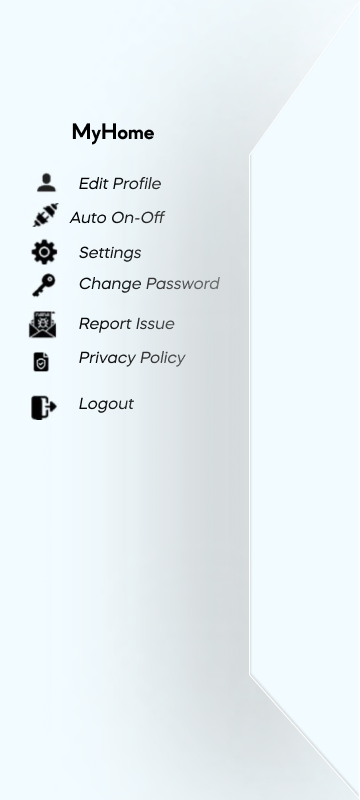 MyHome
Edit Profile
Auto On-Off
Settings
Change Password
Report Issue
Privacy Policy
Logout